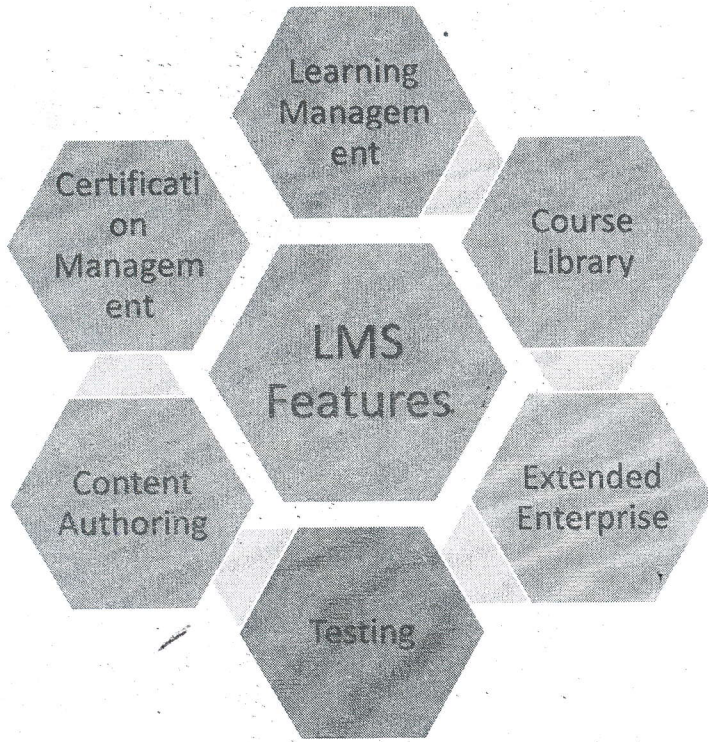 Learning
Managem
ent
Certificati
on
Managem
ent
Course
Library
LMS
Features
Content
Authoring
Extended
Enterprise
Testing